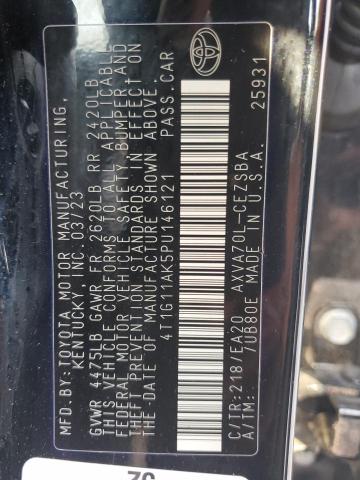 MFD.BY:TOYOTA MOTOR MANUFACTURING,
KENTUCKY, INC. 03/23
GVWR 4475LB GAWR FR 2620LB RR 2420LB
THIS VEHICLE CONFORMS TO ALL APPLICABLE
FEDERAL MOTOR VEHICLE SAFETY, BUMPER AND
THEFT PREVENTION STANDARDS IN EFFECT ON
THE DATE OF MANUFACTURE SHOWN ABOVE.
4T1G11AK5PU146121 PASS.CAR
C/TR:218/EA20 AXVA70L-CEZSBA
A/TM: /UB80E MADE IN U.S.A. 25931